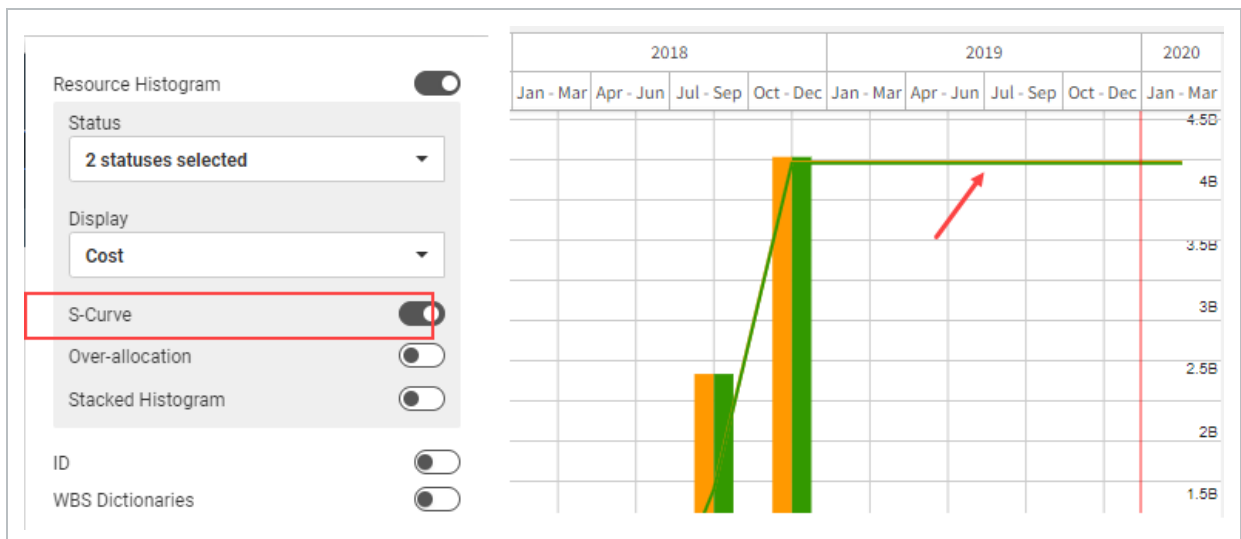 Resource Histogram
Status
2 statuses selected
Display
Cost
S-Curve
Over-allocation
Stacked Histogram
ID
WBS Dictionaries
2018 2019 2020
Jan - Mar Apr - Jun Jul - Sep Oct - Dec Jan - Mar Apr - Jun Jul - Sep Oct - Dec Jan - Mar
4.5B
4B
3.5B
3B
2.5B
2B
1.5B